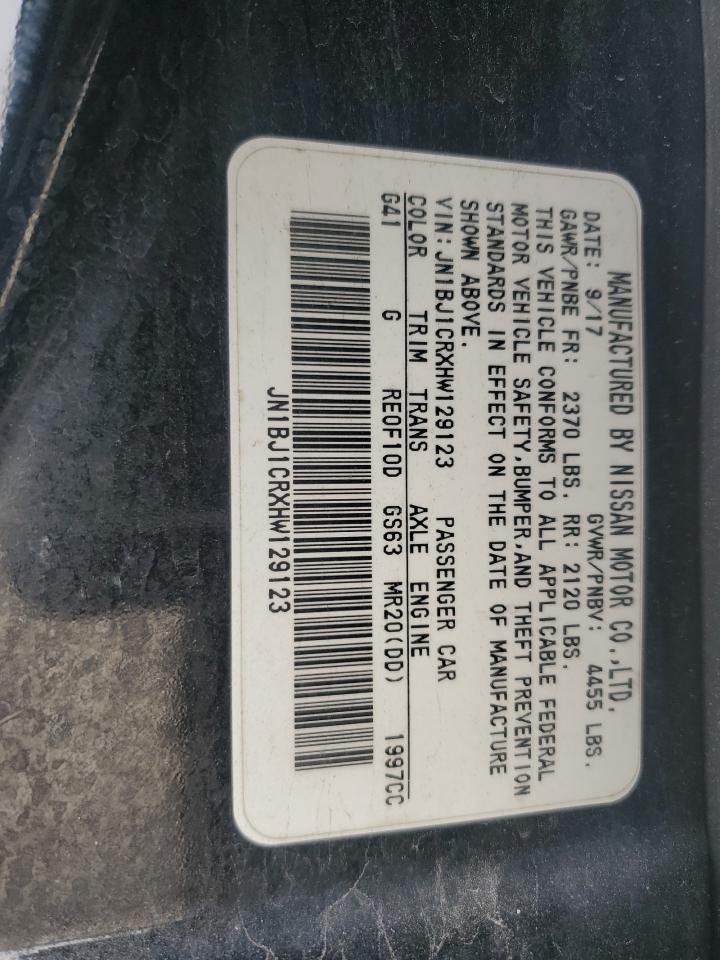 MANUFACTURED BY NISSAN MOTOR CO.,LTD.
DATE: 9/17 GVWR/PNBV: 4455 LBS.
GAWR/PNBE FR: 2370 LBS. RR: 2120 LBS.
THIS VEHICLE CONFORMS TO ALL APPLICABLE FEDERAL
MOTOR VEHICLE SAFETY,BUMPER,AND THEFT PREVENTION
STANDARDS IN EFFECT ON THE DATE OF MANUFACTURE
SHOWN ABOVE.
VIN:JN1BJ1CRXHW129123 PASSENGER CAR
COLOR TRIM TRANS AXLE ENGINE
G41 G RE0F10D GS63 MR20(DD) 1997CC
JN1BJ1CRXHW129123